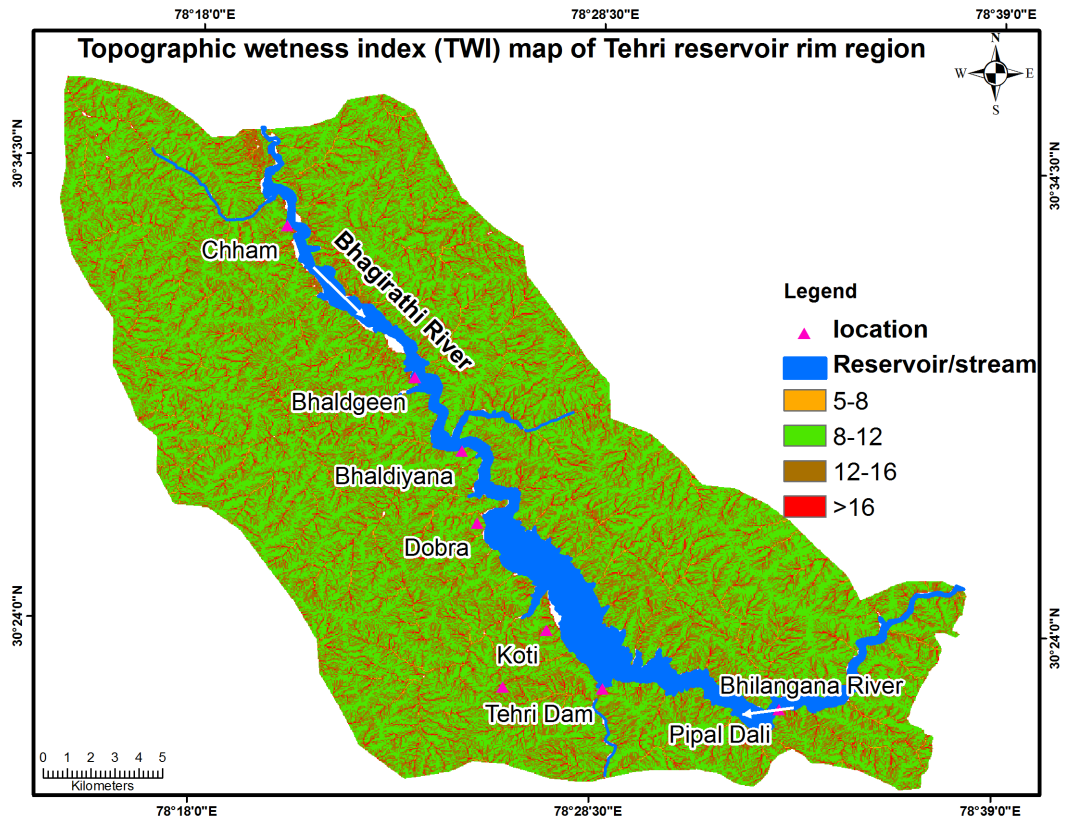 78°18'0"E
78°28'30"E
78°39'0"E
Topographic wetness index (TWI) map of Tehri reservoir rim region
N
W
E
S
30°34'30"N
30°34'30"N
Chham
Bhagirathi River
Legend
location
Reservoir/stream
5-8
8-12
12-16
>16
Bhaldgeen
Bhaldiyana
Dobra
30°24'0"N
30°24'0"N
Koti
Bhilangana River
Tehri Dam
Pipal Dali
0 1 2 3 4 5
Kilometers
78°18'0"E
78°28'30"E
78°39'0"E